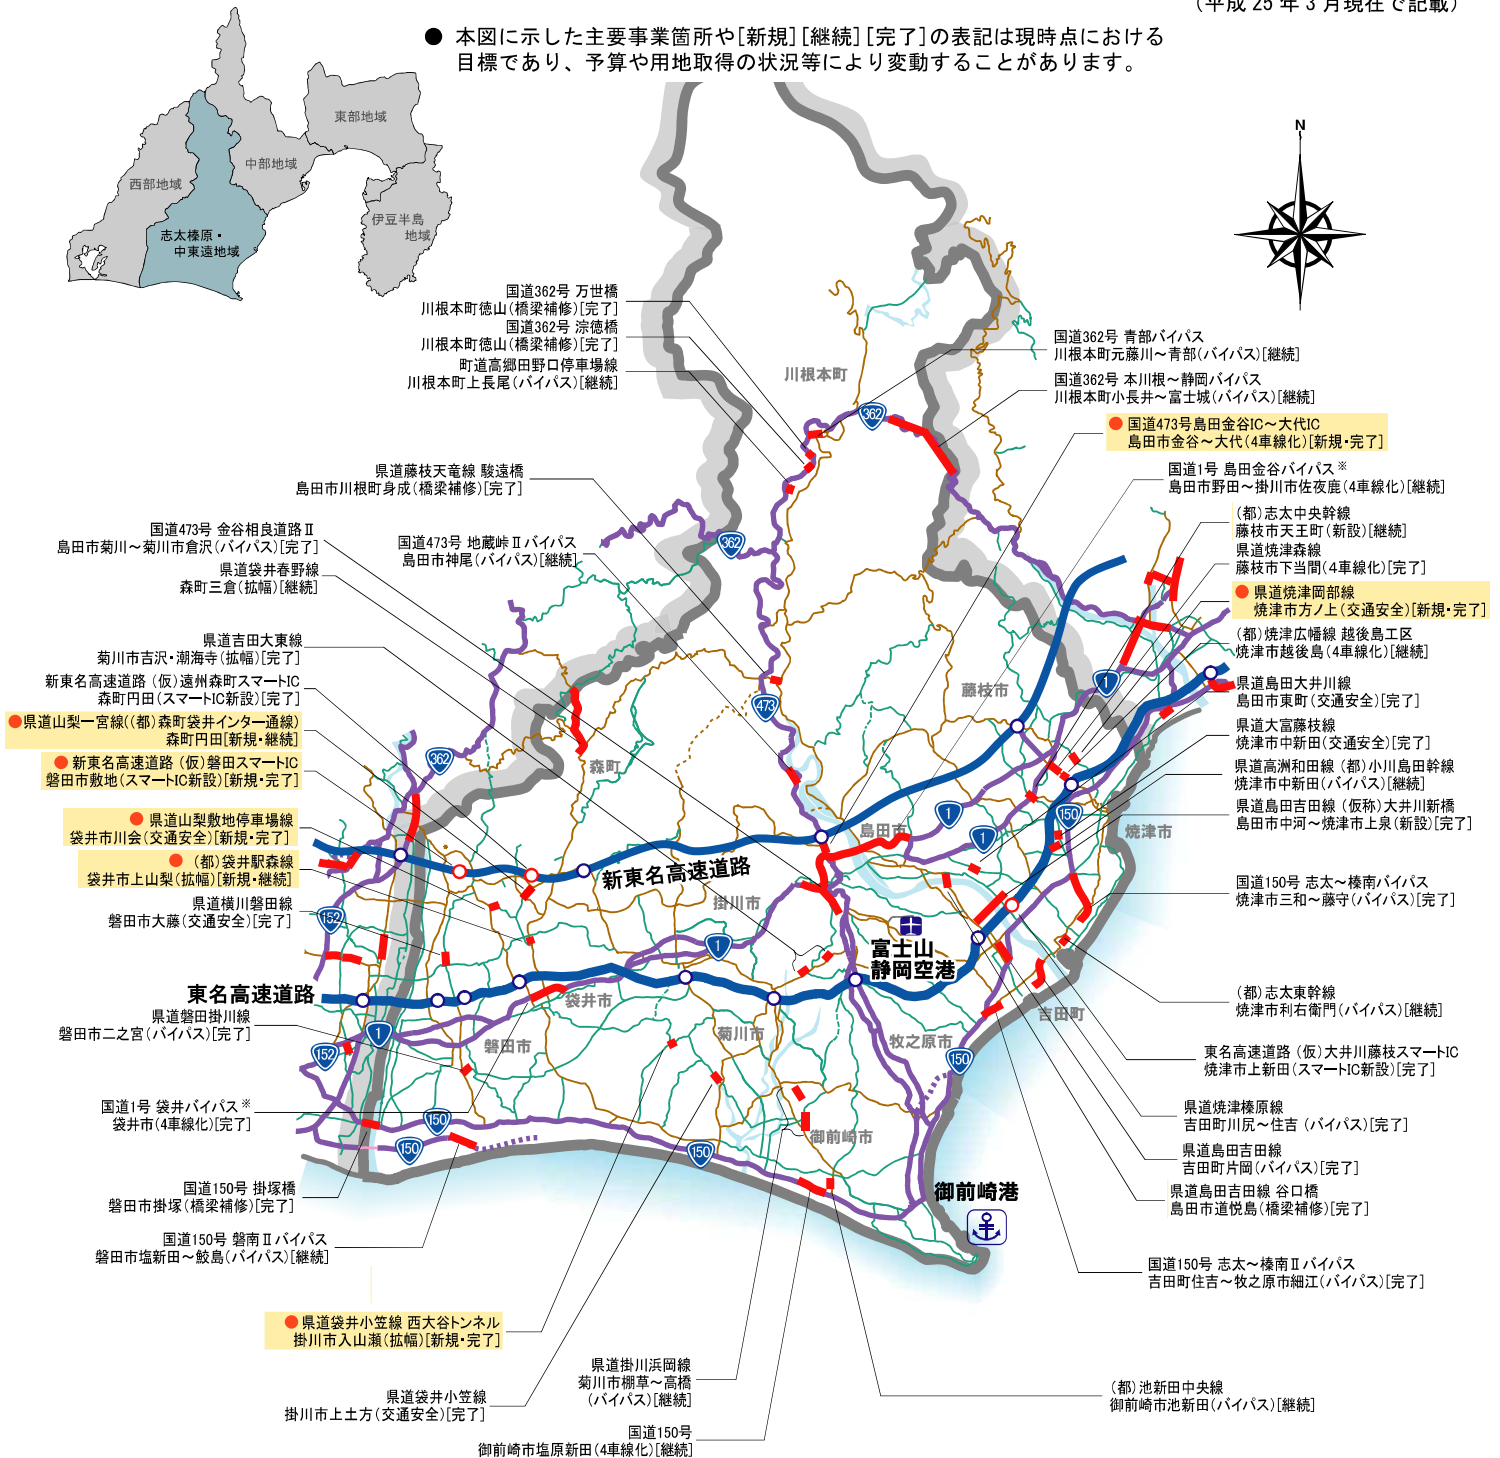 (平成 25 年 3 月現在で記載)
● 本図に示した主要事業箇所や[新規][継続][完了]の表記は現時点における
目標であり、予算や用地取得の状況等により変動することがあります。
東部地域
中部地域
西部地域
伊豆半島
地域
志太榛原・
中東遠地域
N
国道362号 万世橋
川根本町徳山(橋梁補修)[完了]
国道362号 淙徳橋
川根本町徳山(橋梁補修)[完了]
町道高郷田野口停車場線
川根本町上長尾(バイパス)[継続]
県道藤枝天竜線 駿遠橋
島田市川根町身成(橋梁補修)[完了]
国道473号 金谷相良道路Ⅱ
島田市菊川～菊川市倉沢(バイパス)[完了]
国道473号 地蔵峠Ⅱバイパス
島田市神尾(バイパス)[継続]
県道袋井春野線
森町三倉(拡幅)[継続]
県道吉田大東線
菊川市吉沢・潮海寺(拡幅)[完了]
新東名高速道路 (仮)遠州森町スマートIC
森町円田(スマートIC新設)[完了]
●県道山梨一宮線((都)森町袋井インター通線)
森町円田[新規・継続]
● 新東名高速道路 (仮)磐田スマートIC
磐田市敷地(スマートIC新設)[新規・完了]
● 県道山梨敷地停車場線
袋井市川会(交通安全)[新規・完了]
● (都)袋井駅森線
袋井市上山梨(拡幅)[新規・継続]
県道横川磐田線
磐田市大藤(交通安全)[完了]
東名高速道路
県道磐田掛川線
磐田市二之宮(バイパス)[完了]
国道1号 袋井バイパス※
袋井市(4車線化)[完了]
国道150号 掛塚橋
磐田市掛塚(橋梁補修)[完了]
国道150号 磐南Ⅱバイパス
磐田市塩新田～鮫島(バイパス)[継続]
● 県道袋井小笠線 西大谷トンネル
掛川市入山瀬(拡幅)[新規・完了]
県道袋井小笠線
掛川市上土方(交通安全)[完了]
県道掛川浜岡線
菊川市棚草～高橋
(バイパス)[継続]
国道150号
御前崎市塩原新田(4車線化)[継続]
国道362号 青部バイパス
川根本町元藤川～青部(バイパス)[継続]
国道362号 本川根～静岡バイパス
川根本町小長井～富士城(バイパス)[継続]
● 国道473号島田金谷IC～大代IC
島田市金谷～大代(4車線化)[新規・完了]
国道1号 島田金谷バイパス※
島田市野田～掛川市佐夜鹿(4車線化)[継続]
(都)志太中央幹線
藤枝市天王町(新設)[継続]
県道焼津森線
藤枝市下当間(4車線化)[完了]
● 県道焼津岡部線
焼津市方ノ上(交通安全)[新規・完了]
(都)焼津広幡線 越後島工区
焼津市越後島(4車線化)[継続]
県道島田大井川線
島田市東町(交通安全)[完了]
県道大富藤枝線
焼津市中新田(交通安全)[完了]
県道高洲和田線 (都)小川島田幹線
焼津市中新田(バイパス)[継続]
県道島田吉田線 (仮称)大井川新橋
島田市中河～焼津市上泉(新設)[完了]
国道150号 志太～榛南バイパス
焼津市三和～藤守(バイパス)[完了]
(都)志太東幹線
焼津市利右衛門(バイパス)[継続]
東名高速道路 (仮)大井川藤枝スマートIC
焼津市上新田(スマートIC新設)[完了]
県道焼津榛原線
吉田町川尻～住吉 (バイパス)[完了]
県道島田吉田線
吉田町片岡(バイパス)[完了]
県道島田吉田線 谷口橋
島田市道悦島(橋梁補修)[完了]
国道150号 志太～榛南Ⅱバイパス
吉田町住吉～牧之原市細江(バイパス)[完了]
(都)池新田中央線
御前崎市池新田(バイパス)[継続]
川根本町
362
362
藤枝市
1
473
森町
362
島田市
1
1
150
焼津市
新東名高速道路
掛川市
152
1
富士山
静岡空港
袋井市
吉田町
磐田市
菊川市
牧之原市
1
152
150
150
150
150
御前崎市
御前崎港